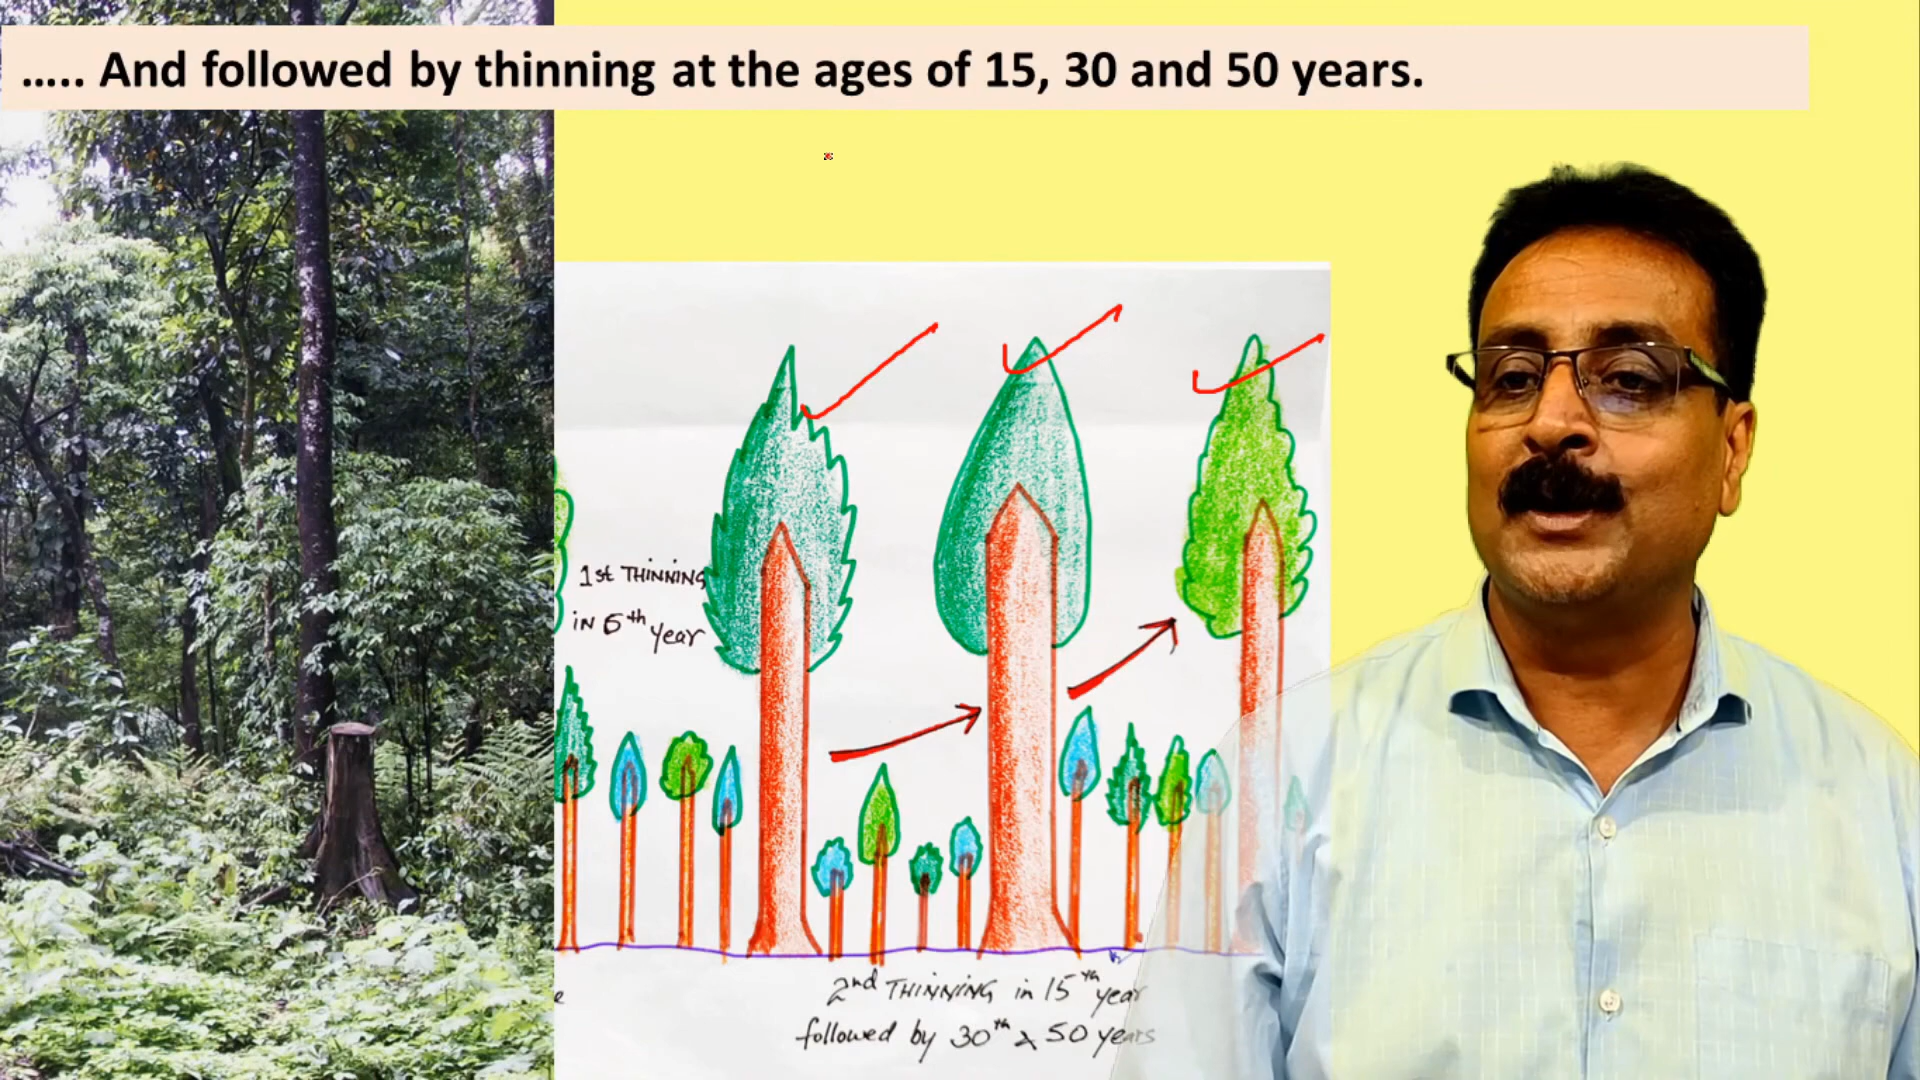 ..... And followed by thinning at the ages of 15, 30 and 50 years.
1st THINNING
in 6th year
2nd THINNING in 15th year
followed by 30th & 50 years